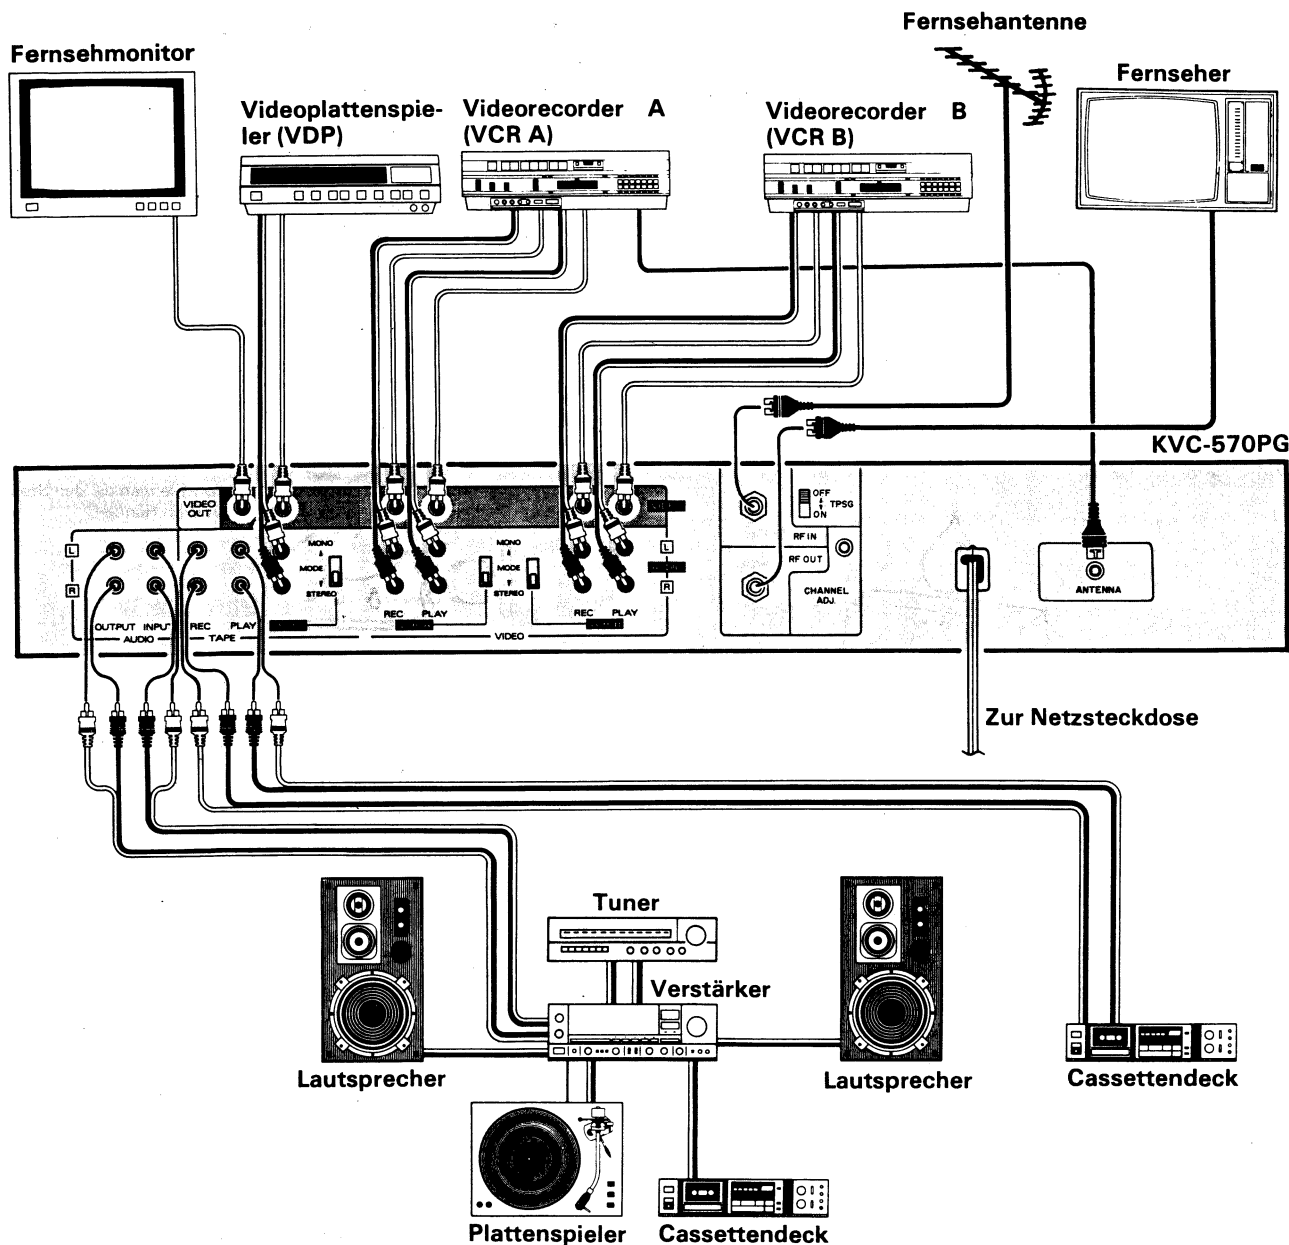 Fernsehantenne
Fernsehmonitor
Fernseher
Videoplattenspie-
ler (VDP)
Videorecorder A
(VCR A)
Videorecorder B
(VCR B)
KVC-570PG
VIDEO
OUT
OFF
ON
TPSG
RF IN
RF OUT
CHANNEL
ADJ.
T
ANTENNA
L
R
MONO
MODE
STEREO
MONO
MODE
STEREO
L
R
OUTPUT INPUT REC PLAY
AUDIO TAPE
REC PLAY
REC PLAY
VIDEO
Zur Netzsteckdose
Tuner
Verstärker
Lautsprecher
Lautsprecher
Cassettendeck
Plattenspieler
Cassettendeck